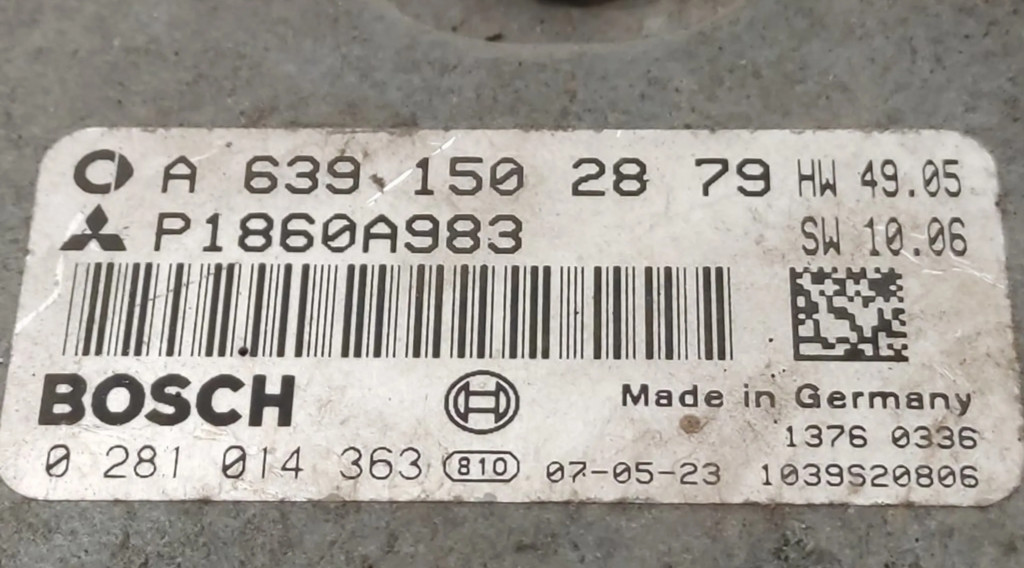 A 639 150 28 79 HW 49.05
P1860A983 SW 10.06
BOSCH Made in Germany
1376 0336
0 281 014 363 810 07-05-23 1039S20806